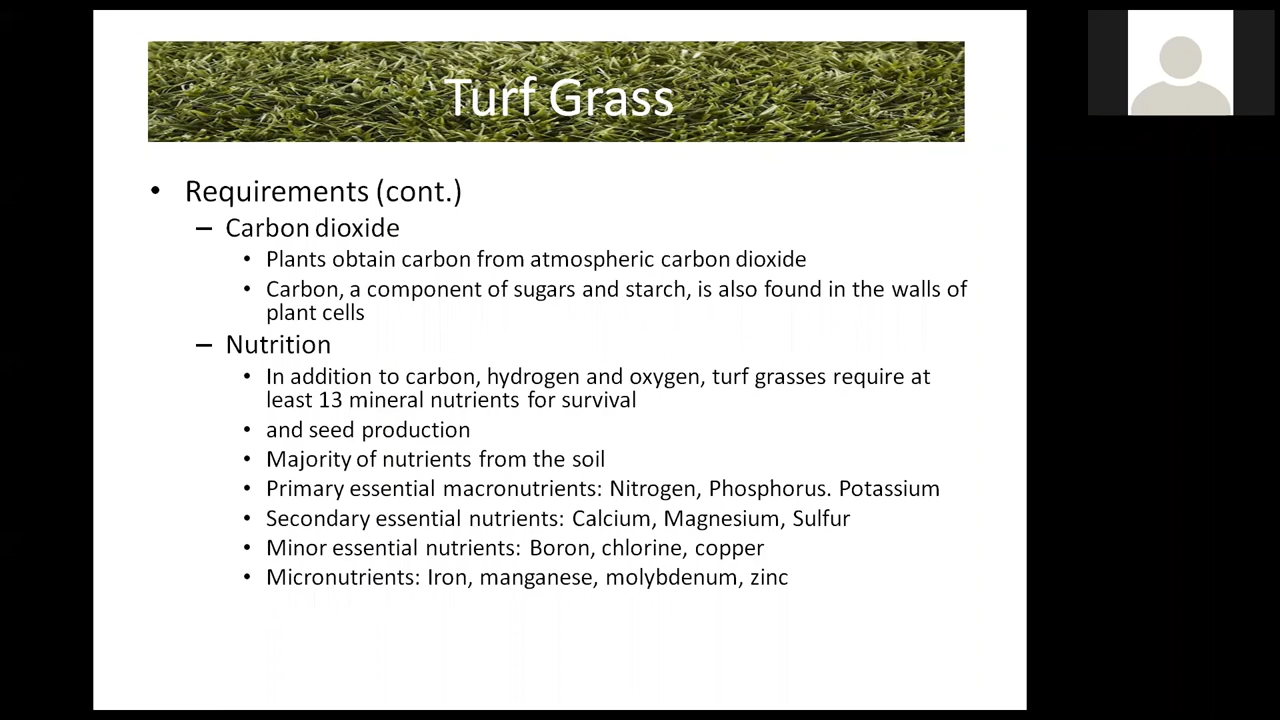 Turf Grass
• Requirements (cont.)
– Carbon dioxide
• Plants obtain carbon from atmospheric carbon dioxide
• Carbon, a component of sugars and starch, is also found in the walls of
plant cells
– Nutrition
• In addition to carbon, hydrogen and oxygen, turf grasses require at
least 13 mineral nutrients for survival
• and seed production
• Majority of nutrients from the soil
• Primary essential macronutrients: Nitrogen, Phosphorus. Potassium
• Secondary essential nutrients: Calcium, Magnesium, Sulfur
• Minor essential nutrients: Boron, chlorine, copper
• Micronutrients: Iron, manganese, molybdenum, zinc